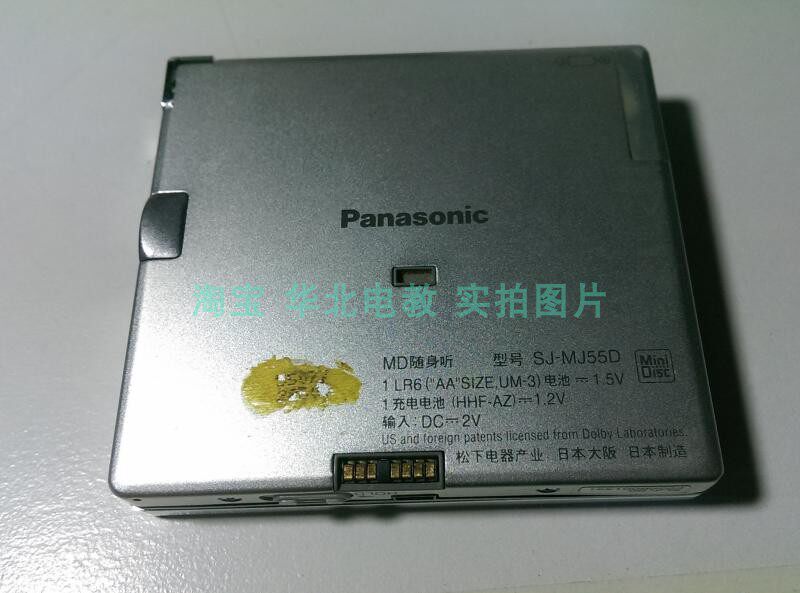 Panasonic
淘宝 华北电教 实拍图片
MD随身听 型号 SJ-MJ55D
Mini Disc
1 LR6 ("AA"SIZE,UM-3) 电池 ⎓ 1.5V
1 充电电池 (HHF-AZ) ⎓ 1.2V
输入: DC ⎓ 2V
US and foreign patents licensed from Dolby Laboratories.
松下电器产业 日本大阪 日本制造